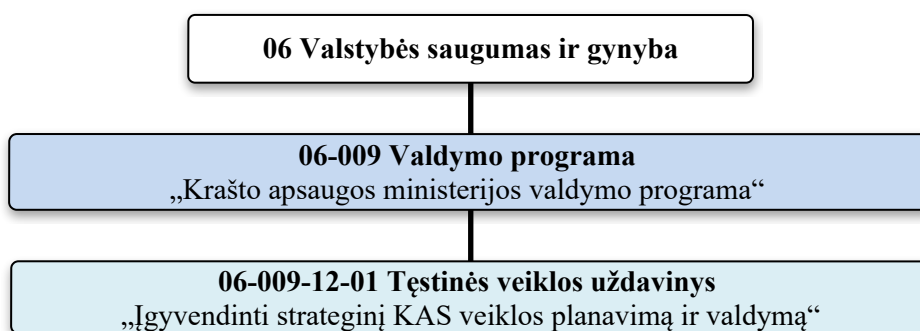 06 Valstybės saugumas ir gynyba
06-009 Valdymo programa
„Krašto apsaugos ministerijos valdymo programa“
06-009-12-01 Tęstinės veiklos uždavinys
„Įgyvendinti strateginį KAS veiklos planavimą ir valdymą“